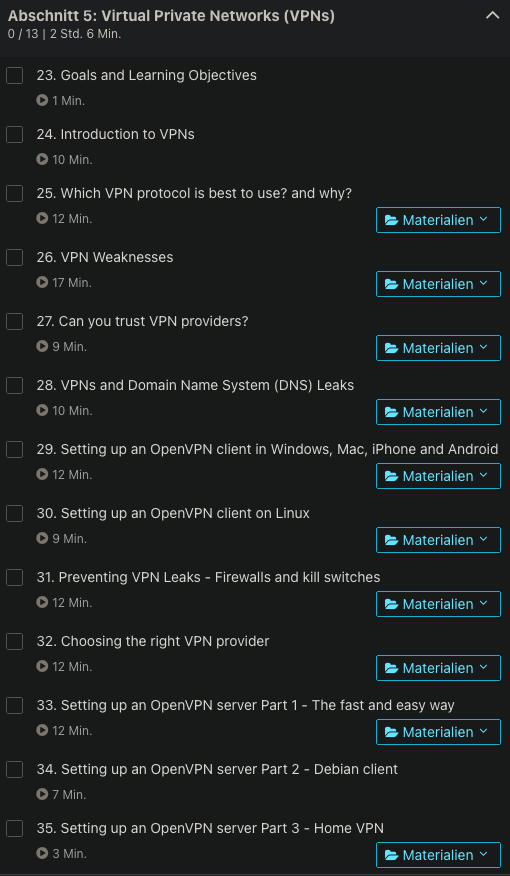 Abschnitt 5: Virtual Private Networks (VPNs)
0 / 13 | 2 Std. 6 Min.
23. Goals and Learning Objectives
1 Min.
24. Introduction to VPNs
10 Min.
25. Which VPN protocol is best to use? and why?
12 Min.
Materialien
26. VPN Weaknesses
17 Min.
Materialien
27. Can you trust VPN providers?
9 Min.
Materialien
28. VPNs and Domain Name System (DNS) Leaks
10 Min.
Materialien
29. Setting up an OpenVPN client in Windows, Mac, iPhone and Android
12 Min.
Materialien
30. Setting up an OpenVPN client on Linux
9 Min.
Materialien
31. Preventing VPN Leaks - Firewalls and kill switches
12 Min.
Materialien
32. Choosing the right VPN provider
12 Min.
Materialien
33. Setting up an OpenVPN server Part 1 - The fast and easy way
12 Min.
Materialien
34. Setting up an OpenVPN server Part 2 - Debian client
7 Min.
35. Setting up an OpenVPN server Part 3 - Home VPN
3 Min.
Materialien